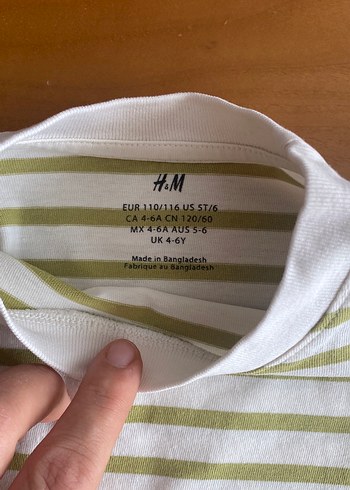 H&M
EUR 110/116 US 5T/6
CA 4-6A CN 120/60
MX 4-6A AUS 5-6
UK 4-6Y
Made in Bangladesh
Fabriqué au Bangladesh